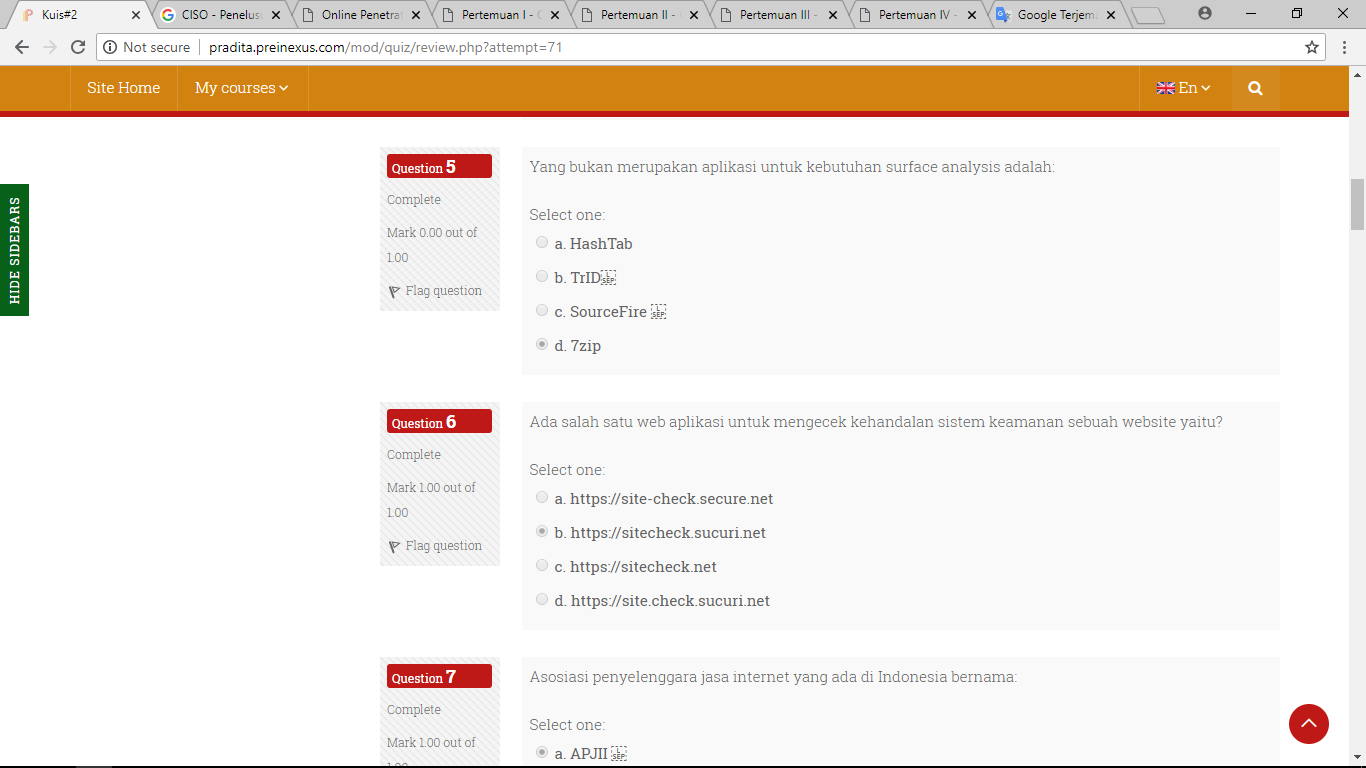 Kuis#2
CISO - Penelus
Online Penetrat
Pertemuan I -
Pertemuan II -
Pertemuan III -
Pertemuan IV -
Google Terjem
Not secure
pradita.preinexus.com/mod/quiz/review.php?attempt=71
Site Home
My courses
En
HIDE SIDEBARS
Question 5
Complete
Mark 0.00 out of
1.00
Flag question
Yang bukan merupakan aplikasi untuk kebutuhan surface analysis adalah:
Select one:
a. HashTab
b. TrID
c. SourceFire
d. 7zip
Question 6
Complete
Mark 1.00 out of
1.00
Flag question
Ada salah satu web aplikasi untuk mengecek kehandalan sistem keamanan sebuah website yaitu?
Select one:
a. https://site-check.secure.net
b. https://sitecheck.sucuri.net
c. https://sitecheck.net
d. https://site.check.sucuri.net
Question 7
Complete
Mark 1.00 out of
Asosiasi penyelenggara jasa internet yang ada di Indonesia bernama:
Select one:
a. APJII